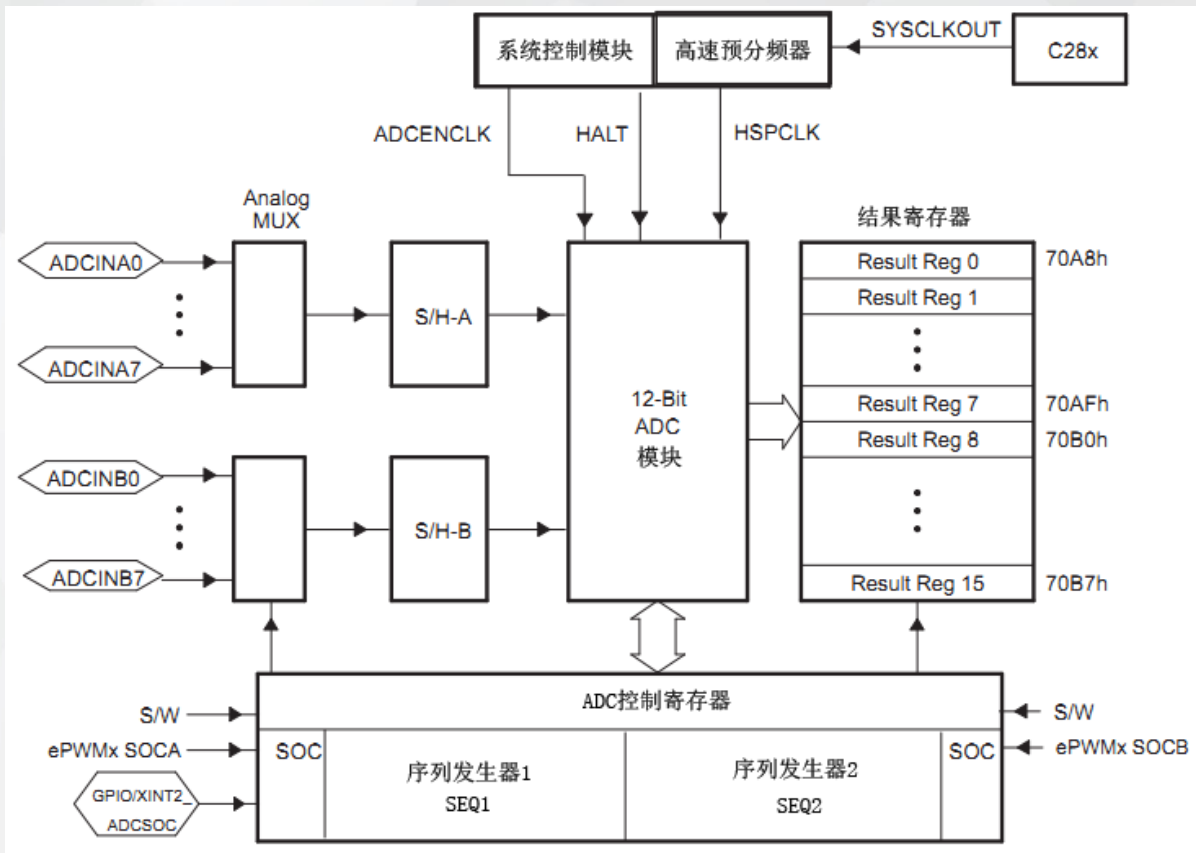 系统控制模块
高速预分频器
SYSCLKOUT
C28x
ADCENCLK
HALT
HSPCLK
Analog
MUX
结果寄存器
ADCINA0
ADCINA7
S/H-A
12-Bit
ADC
模块
Result Reg 0
70A8h
Result Reg 1
Result Reg 7
70AFh
Result Reg 8
70B0h
Result Reg 15
70B7h
ADCINB0
ADCINB7
S/H-B
ADC控制寄存器
S/W
S/W
ePWMx SOCA
SOC
序列发生器1
SEQ1
序列发生器2
SEQ2
SOC
ePWMx SOCB
GPIO/XINT2_
ADCSOC